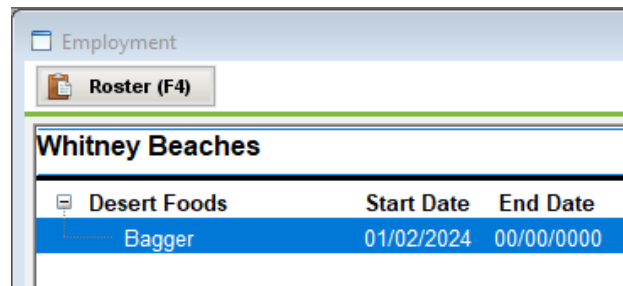 Employment
Roster (F4)
Whitney Beaches
Desert Foods Start Date End Date
Bagger 01/02/2024 00/00/0000